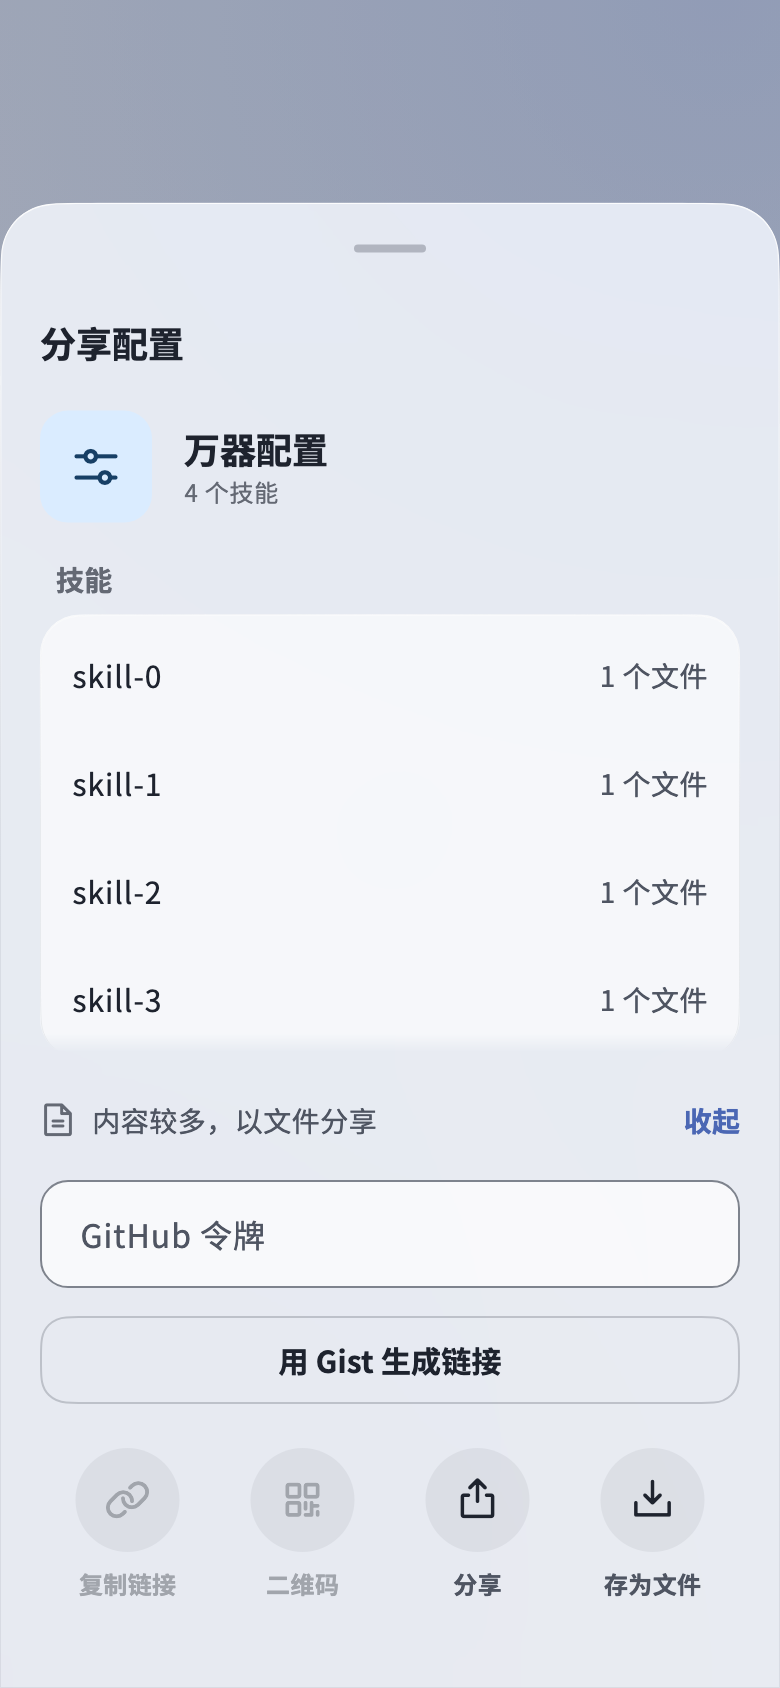 分享配置
万器配置
4 个技能
技能
skill-0 1 个文件
skill-1 1 个文件
skill-2 1 个文件
skill-3 1 个文件
内容较多，以文件分享 收起
GitHub 令牌
用 Gist 生成链接
复制链接 二维码 分享 存为文件